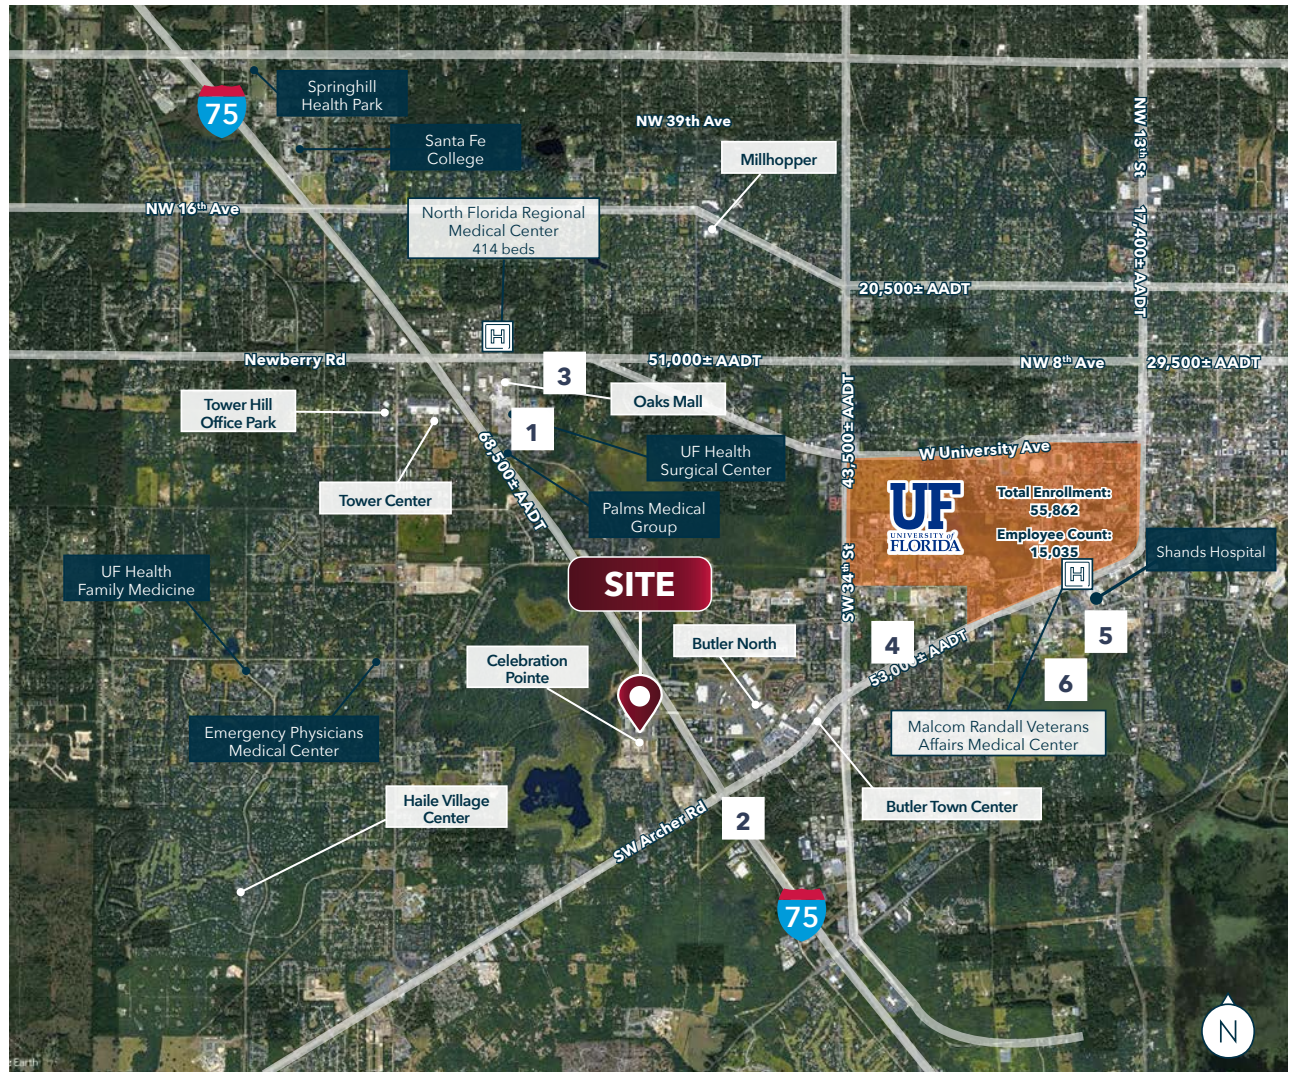 Springhill
Health Park
75
Santa Fe
College
NW 39th Ave
Millhopper
NW 13th St
NW 16th Ave
North Florida Regional
Medical Center
414 beds
17,400± AADT
20,500± AADT
H
Newberry Rd
51,000± AADT
NW 8th Ave
29,500± AADT
3
Oaks Mall
Tower Hill
Office Park
1
43,500± AADT
68,500± AADT
UF Health
Surgical Center
W University Ave
Tower Center
Palms Medical
Group
UF
UNIVERSITY of
FLORIDA
Total Enrollment:
55,862
Employee Count:
15,035
Shands Hospital
H
UF Health
Family Medicine
SITE
SW 34th St
Butler North
4
5
53,000± AADT
6
Celebration
Pointe
Emergency Physicians
Medical Center
Malcom Randall Veterans
Affairs Medical Center
Haile Village
Center
SW Archer Rd
2
Butler Town Center
75
N
Earth